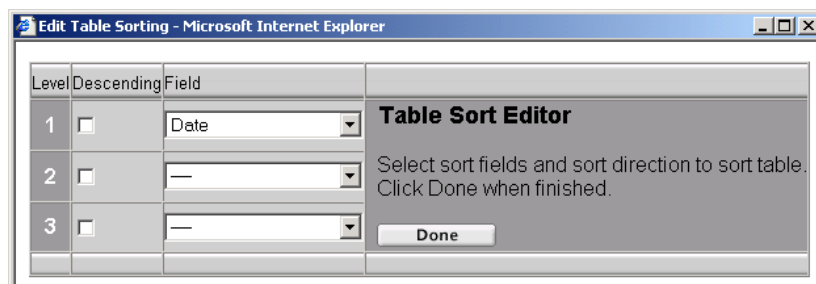 Edit Table Sorting - Microsoft Internet Explorer
Level Descending Field
1 Date
2 —
3 —
Table Sort Editor
Select sort fields and sort direction to sort table.
Click Done when finished.
Done